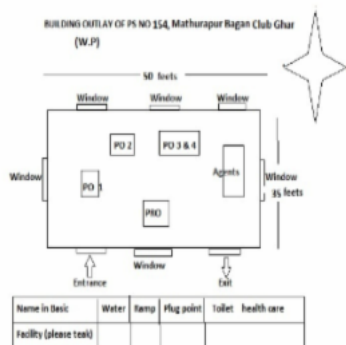 BUILDING OUTLAY OF PS NO 154, Mathurapur Bagan Club Ghar
(W.P)
50 feets
Window Window Window
PO 2 PO 3 & 4
Window Agents Window
PO 1
35 feets
PRO
Window
Entrance Exit
Name in Basic Water Ramp Plug point Toilet health care
Facility (please teak)